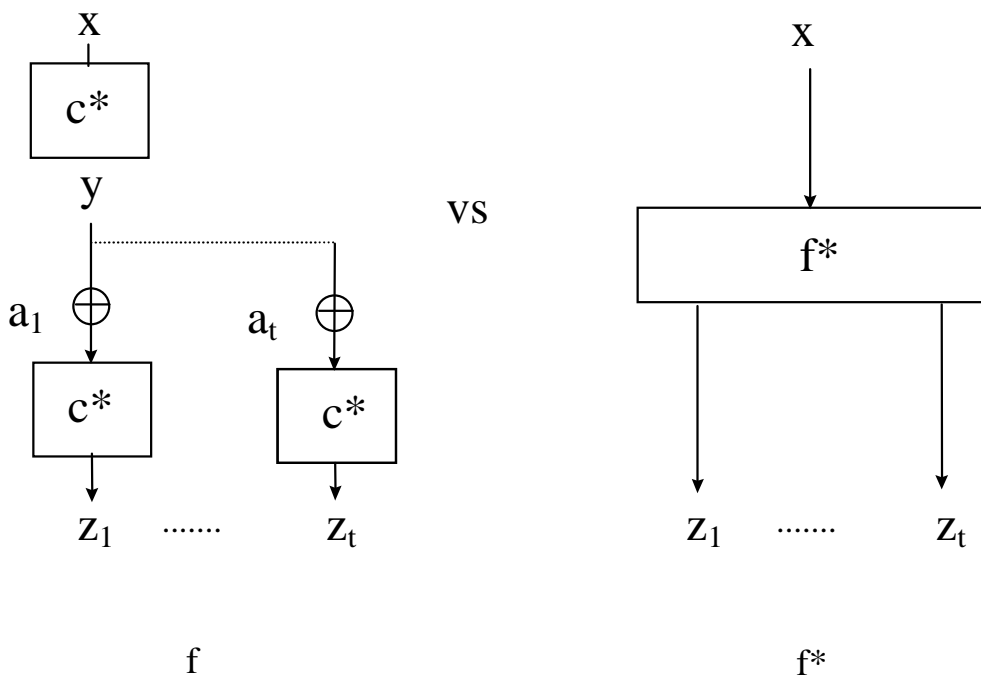 x
c*
y
a₁
aₜ
c*
c*
z₁ ....... zₜ
f
vs
x
f*
z₁ ....... zₜ
f*